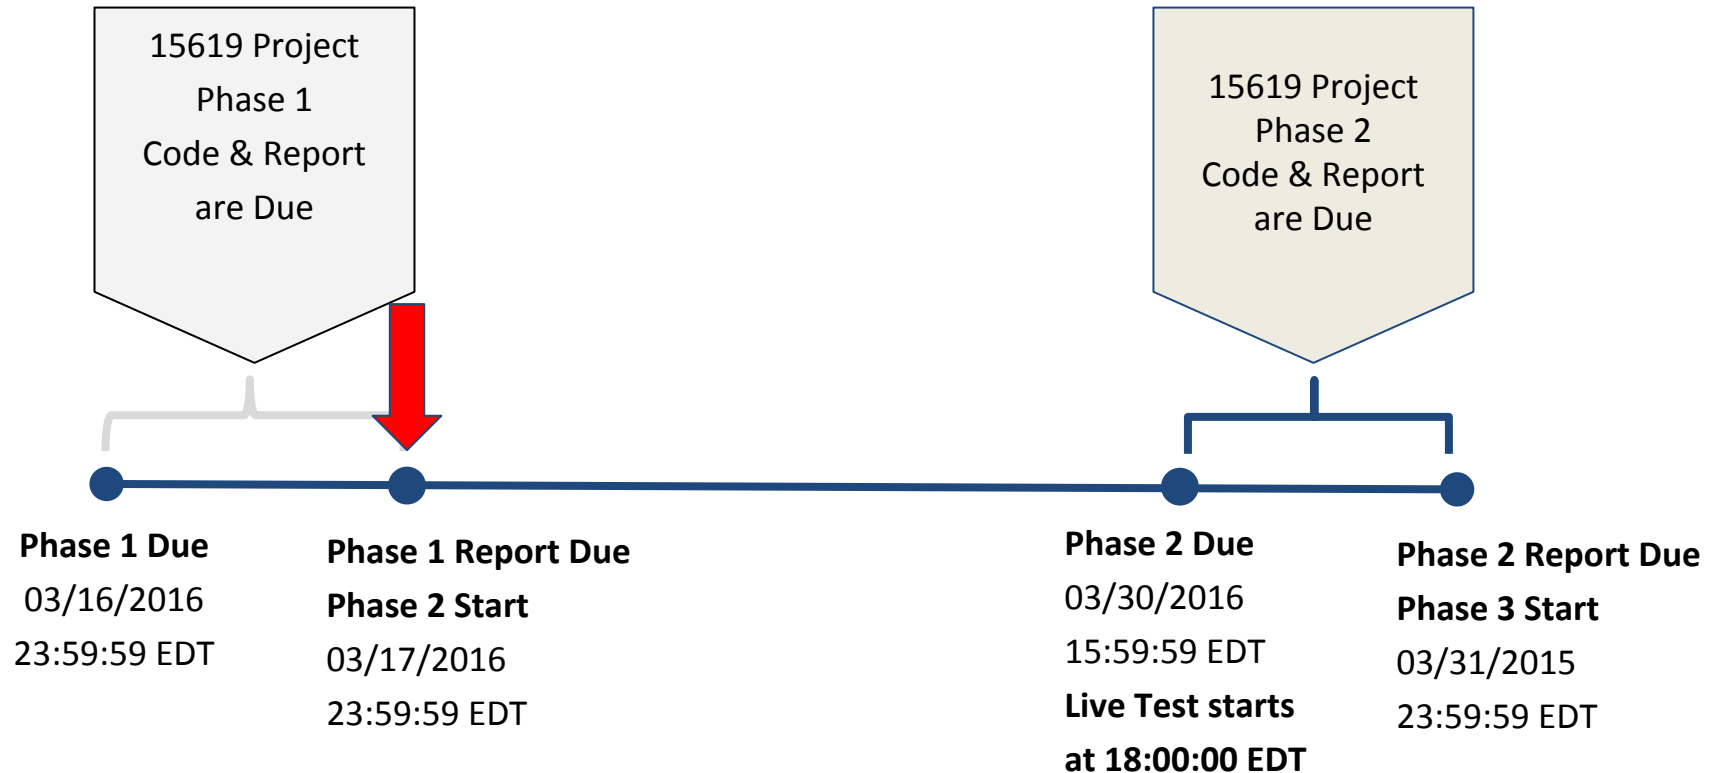 15619 Project
Phase 1
Code & Report
are Due
15619 Project
Phase 2
Code & Report
are Due
Phase 1 Due
03/16/2016
23:59:59 EDT
Phase 1 Report Due
Phase 2 Start
03/17/2016
23:59:59 EDT
Phase 2 Due
03/30/2016
15:59:59 EDT
Live Test starts
at 18:00:00 EDT
Phase 2 Report Due
Phase 3 Start
03/31/2015
23:59:59 EDT